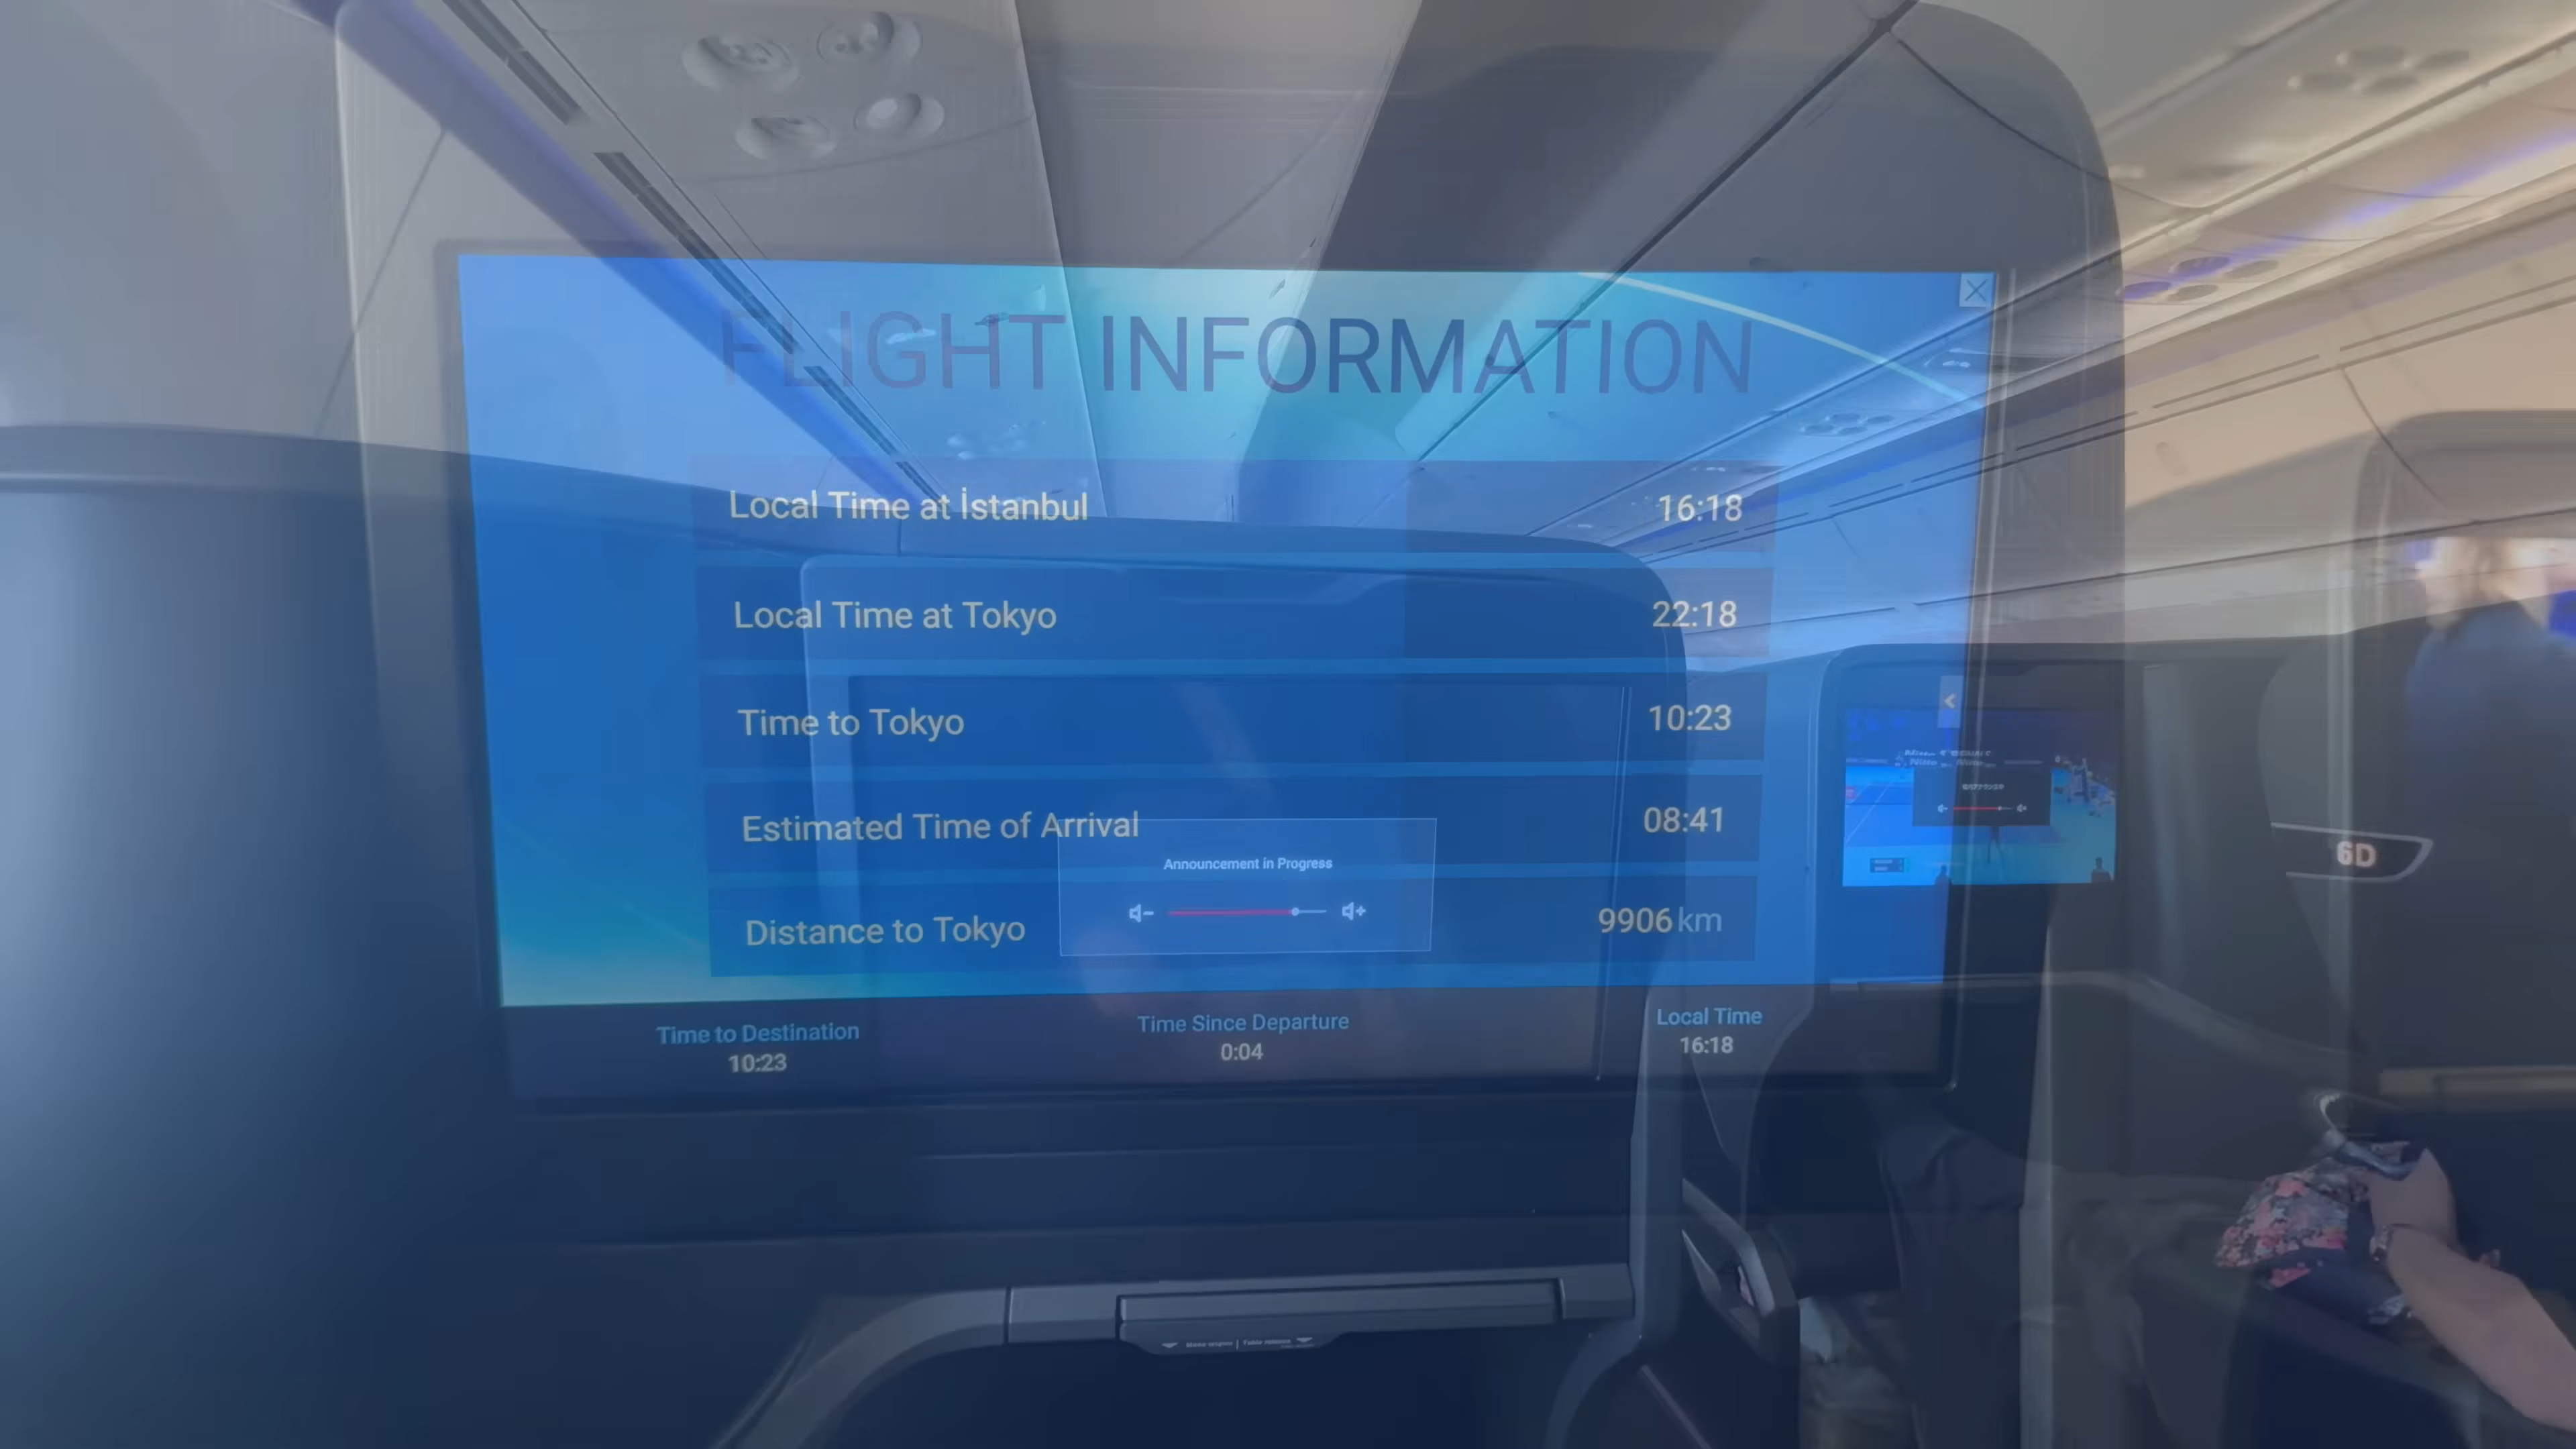 FLIGHT INFORMATION
Local Time at İstanbul 16:18
Local Time at Tokyo 22:18
Time to Tokyo 10:23
Estimated Time of Arrival 08:41
Announcement in Progress
Distance to Tokyo 9906 km
Time to Destination
10:23
Time Since Departure
0:04
Local Time
16:18
6D